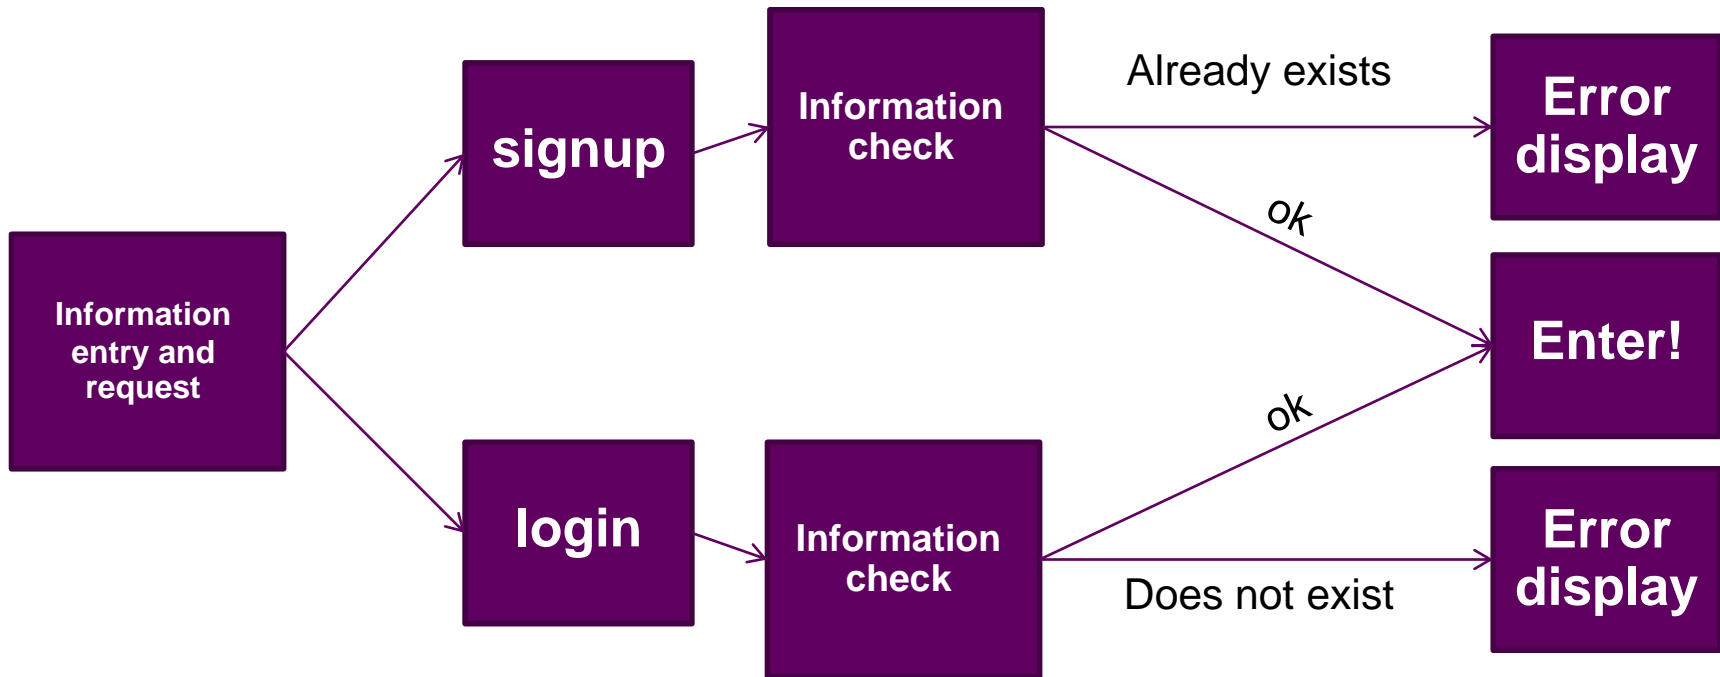 Information
entry and
request
signup
Information
check
Already exists
Error
display
ok
Enter!
ok
login
Information
check
Does not exist
Error
display